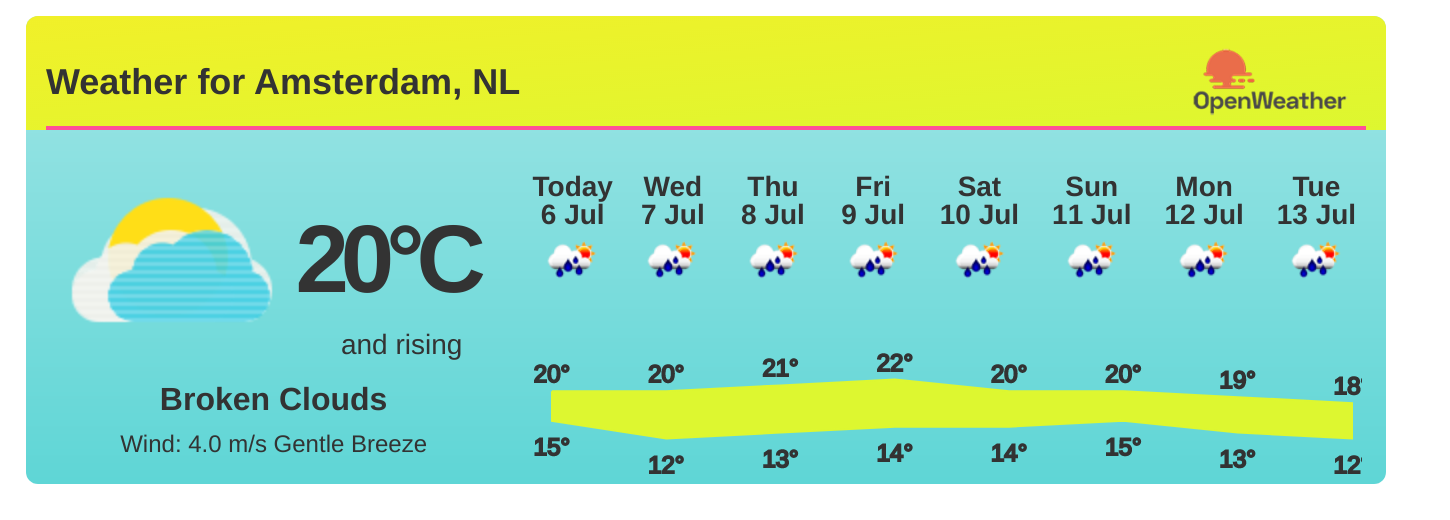 Weather for Amsterdam, NL
OpenWeather
Today Wed Thu Fri Sat Sun Mon Tue
6 Jul 7 Jul 8 Jul 9 Jul 10 Jul 11 Jul 12 Jul 13 Jul
20°C
and rising
Broken Clouds
Wind: 4.0 m/s Gentle Breeze
20° 20° 21° 22° 20° 20° 19° 18°
15° 12° 13° 14° 14° 15° 13° 12°